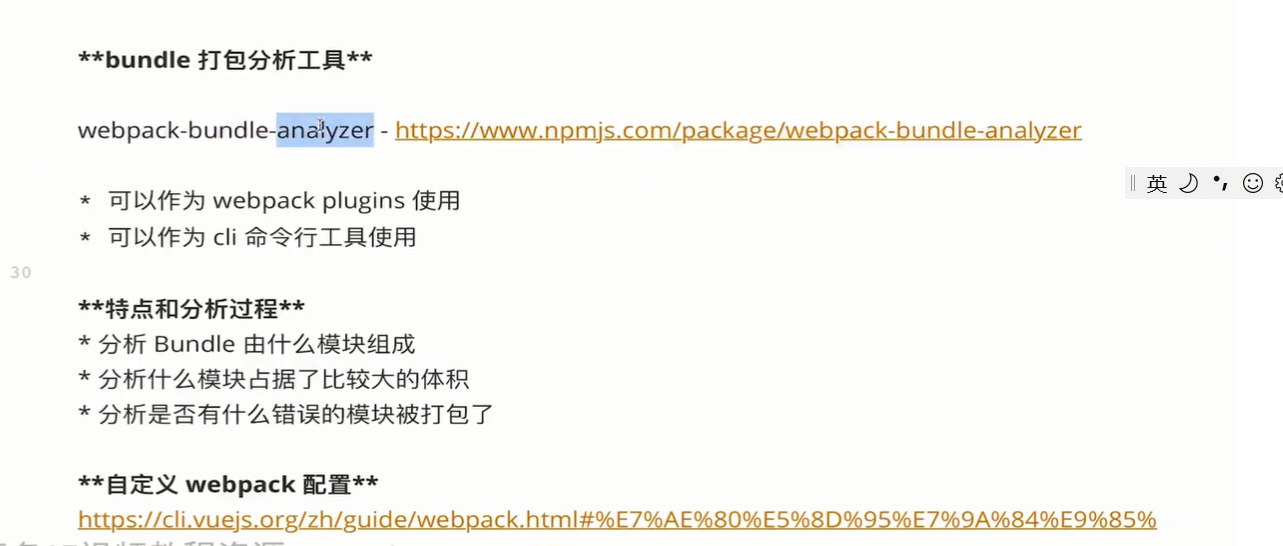 **bundle 打包分析工具**
webpack-bundle-analyzer - https://www.npmjs.com/package/webpack-bundle-analyzer
英
* 可以作为 webpack plugins 使用
* 可以作为 cli 命令行工具使用
30
**特点和分析过程**
* 分析 Bundle 由什么模块组成
* 分析什么模块占据了比较大的体积
* 分析是否有什么错误的模块被打包了
**自定义 webpack 配置**
https://cli.vuejs.org/zh/guide/webpack.html#%E7%AE%80%E5%8D%95%E7%9A%84%E9%85%